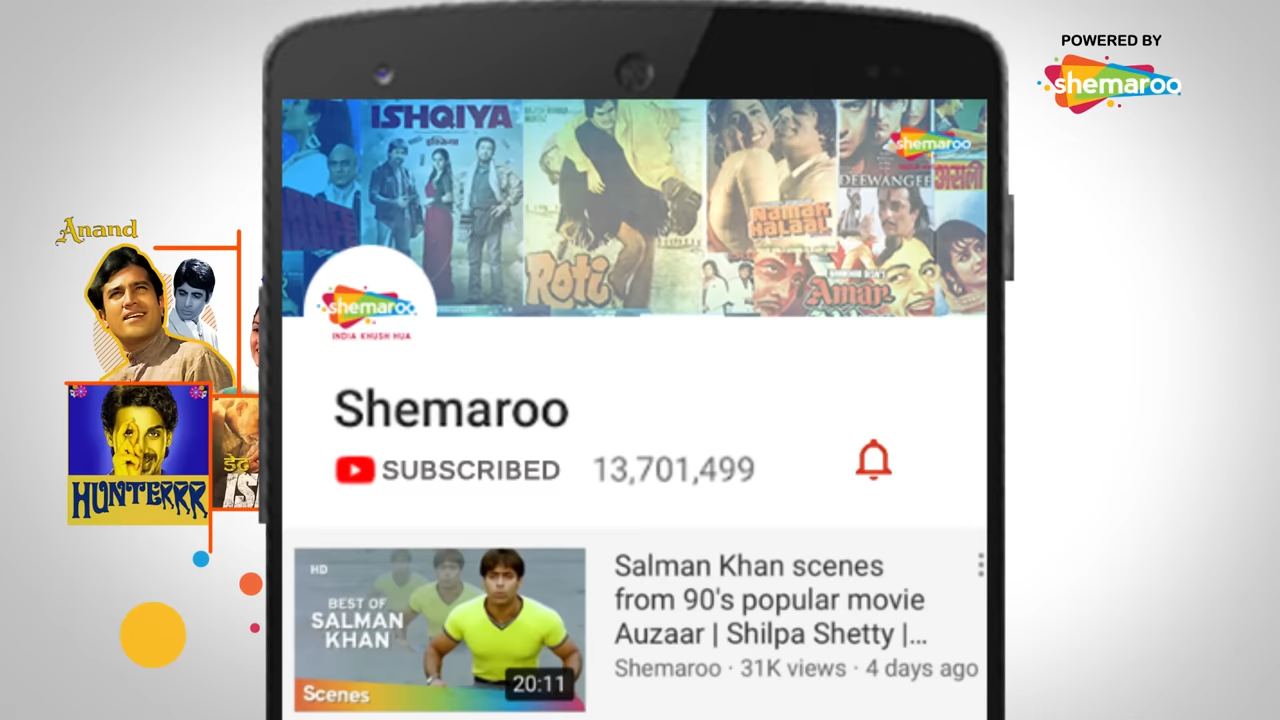 POWERED BY
shemaroo
ISHQIYA
इश्क़िया
shemaroo
DEEWANGEE
असली
NAMAK
HALAAL
Roti
Amar
shemaroo
INDIA KHUSH HUA
Anand
HUNTERRR
डेढ़
Shemaroo
SUBSCRIBED 13,701,499
HD
BEST OF
SALMAN
KHAN
20:11
Scenes
Salman Khan scenes
from 90's popular movie
Auzaar | Shilpa Shetty |...
Shemaroo · 31K views · 4 days ago